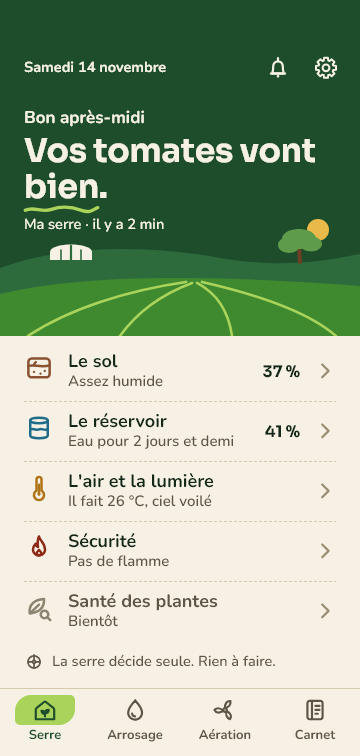 Samedi 14 novembre
Bon après-midi
Vos tomates vont
bien.
Ma serre · il y a 2 min
Le sol
Assez humide
37 %
Le réservoir
Eau pour 2 jours et demi
41 %
L'air et la lumière
Il fait 26 °C, ciel voilé
Sécurité
Pas de flamme
Santé des plantes
Bientôt
La serre décide seule. Rien à faire.
Serre
Arrosage
Aération
Carnet